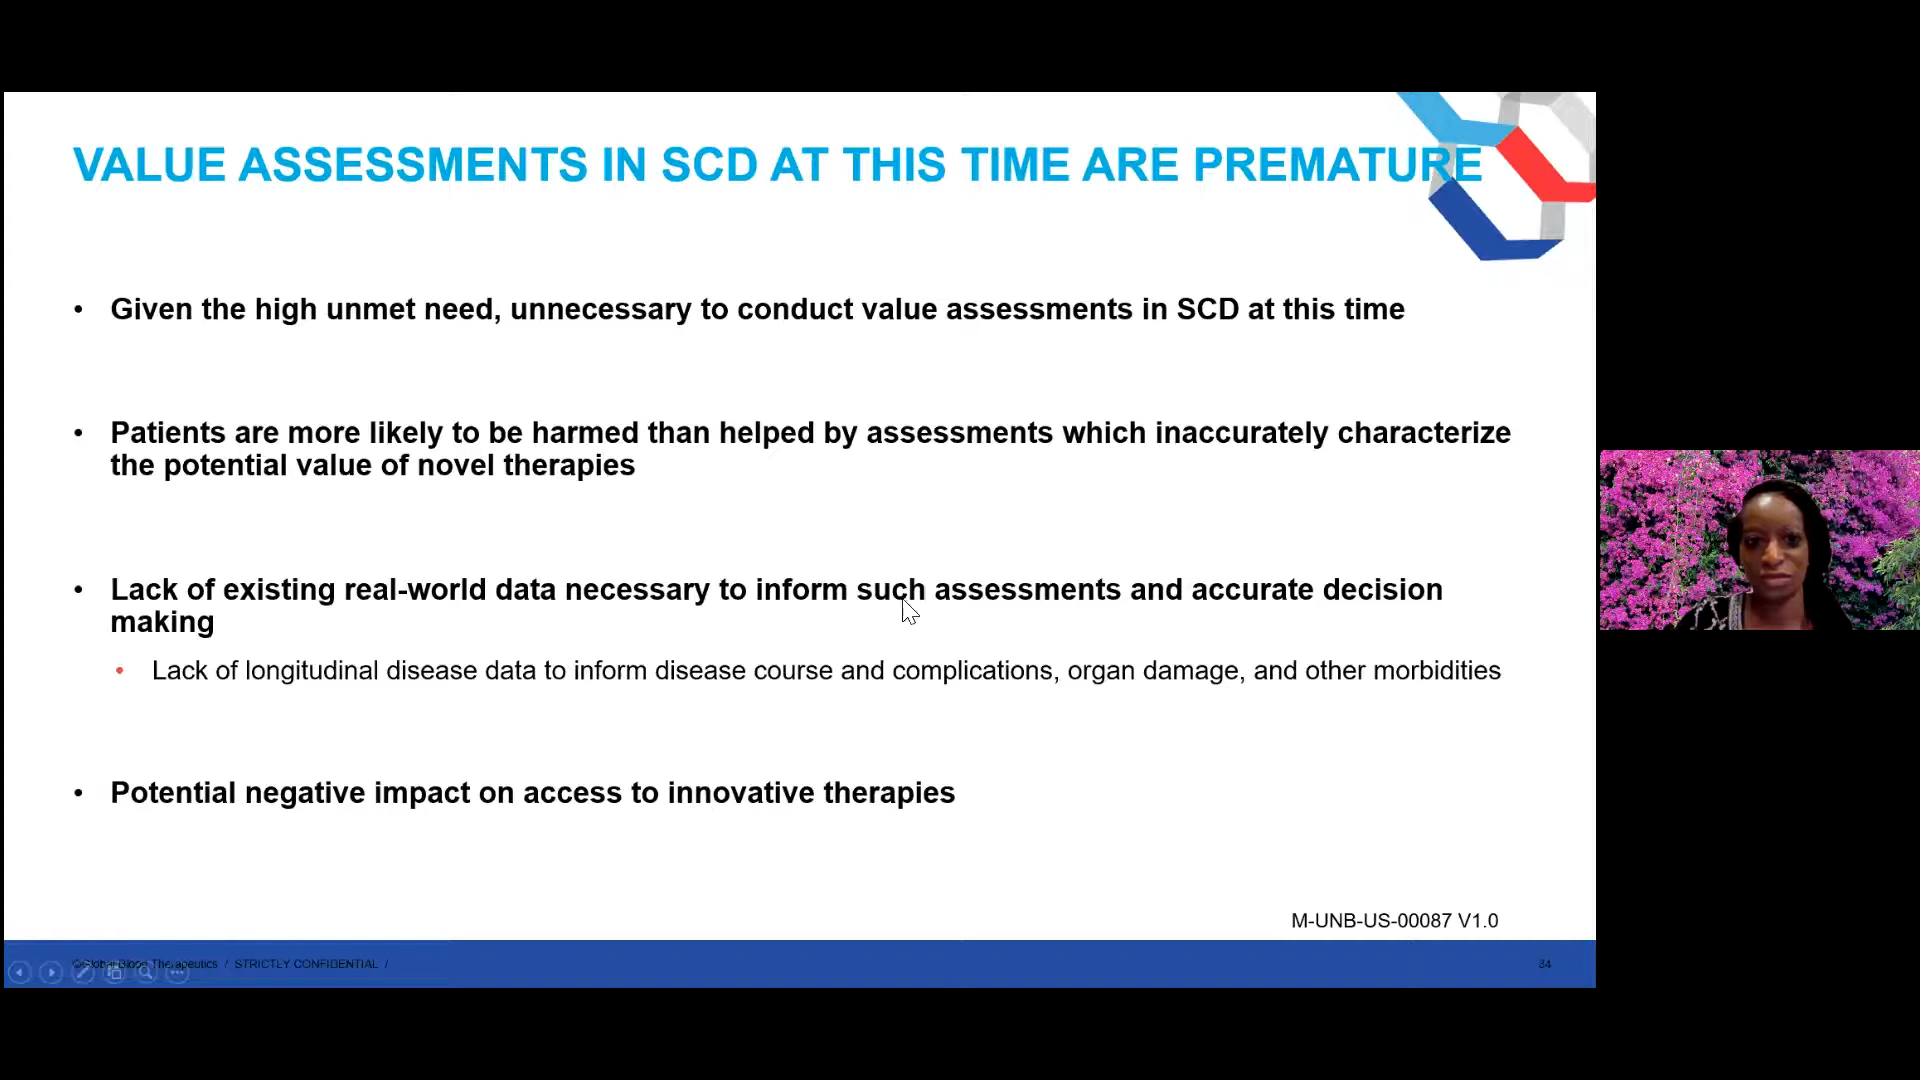 VALUE ASSESSMENTS IN SCD AT THIS TIME ARE PREMATURE
• Given the high unmet need, unnecessary to conduct value assessments in SCD at this time
• Patients are more likely to be harmed than helped by assessments which inaccurately characterize
the potential value of novel therapies
• Lack of existing real-world data necessary to inform such assessments and accurate decision
making
• Lack of longitudinal disease data to inform disease course and complications, organ damage, and other morbidities
• Potential negative impact on access to innovative therapies
M-UNB-US-00087 V1.0
©Global Blood Therapeutics / STRICTLY CONFIDENTIAL /
34